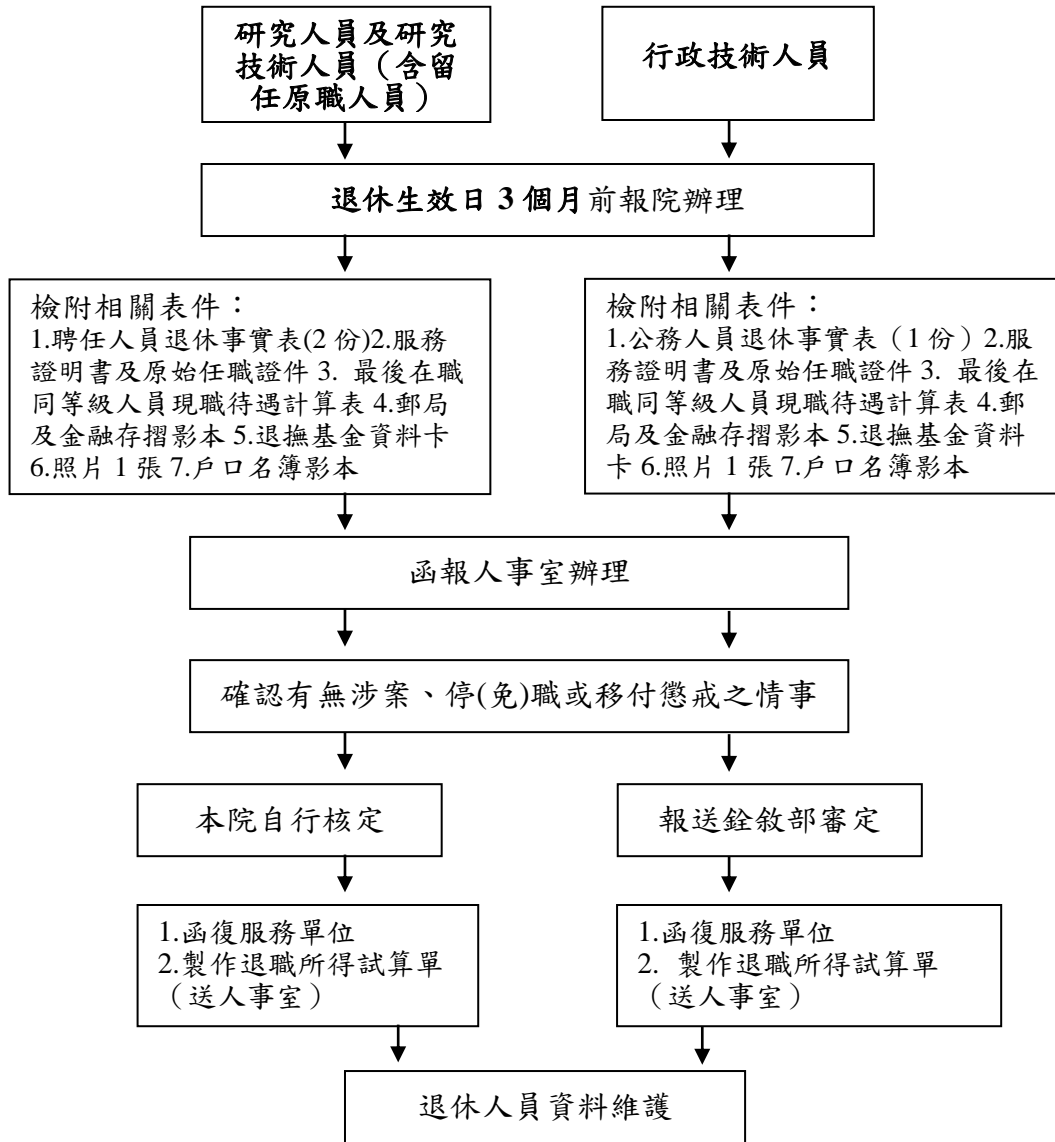 研究人員及研究
技術人員（含留
任原職人員）
行政技術人員
退休生效日 3 個月前報院辦理
檢附相關表件：
1.聘任人員退休事實表(2 份)2.服務
證明書及原始任職證件 3. 最後在職
同等級人員現職待遇計算表 4.郵局
及金融存摺影本 5.退撫基金資料卡
6.照片 1 張 7.戶口名簿影本
檢附相關表件：
1.公務人員退休事實表（1 份）2.服
務證明書及原始任職證件 3. 最後在
職同等級人員現職待遇計算表 4.郵
局及金融存摺影本 5.退撫基金資料
卡 6.照片 1 張 7.戶口名簿影本
函報人事室辦理
確認有無涉案、停(免)職或移付懲戒之情事
本院自行核定
報送銓敘部審定
1.函復服務單位
2.製作退職所得試算單
（送人事室）
1.函復服務單位
2. 製作退職所得試算單
（送人事室）
退休人員資料維護